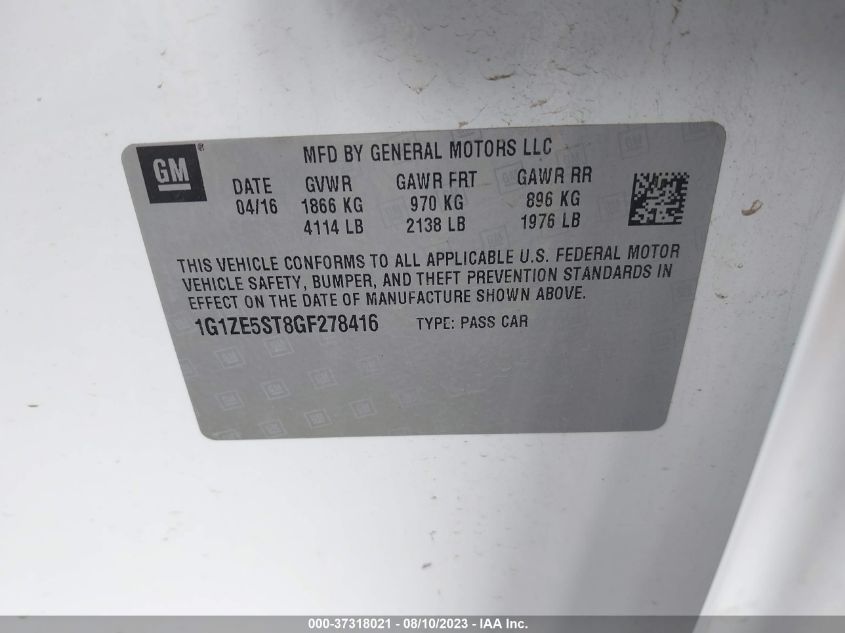 GM ®
MFD BY GENERAL MOTORS LLC
DATE GVWR GAWR FRT GAWR RR
04/16 1866 KG 970 KG 896 KG
4114 LB 2138 LB 1976 LB
THIS VEHICLE CONFORMS TO ALL APPLICABLE U.S. FEDERAL MOTOR
VEHICLE SAFETY, BUMPER, AND THEFT PREVENTION STANDARDS IN
EFFECT ON THE DATE OF MANUFACTURE SHOWN ABOVE.
1G1ZE5ST8GF278416 TYPE: PASS CAR
000-37318021 - 08/10/2023 - IAA Inc.